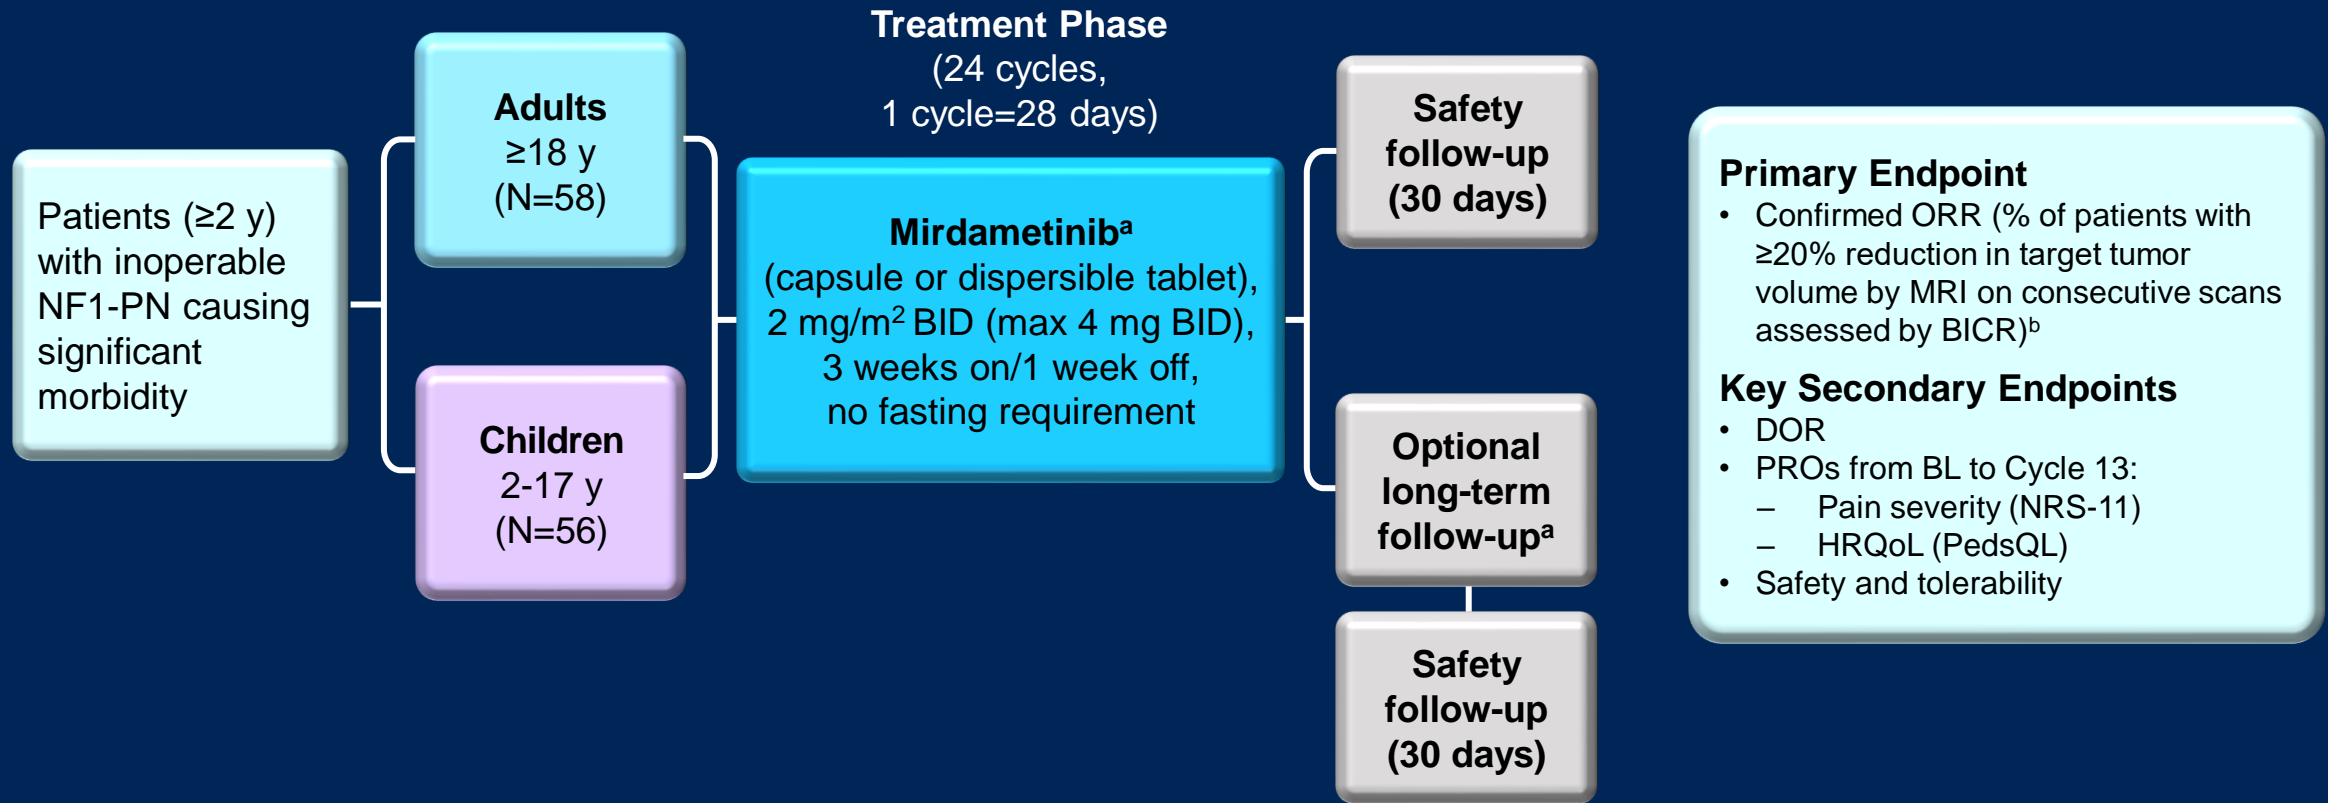 Patients (≥2 y)
with inoperable
NF1-PN causing
significant
morbidity
Adults
≥18 y
(N=58)
Children
2-17 y
(N=56)
Treatment Phase
(24 cycles,
1 cycle=28 days)
Mirdametinibᵃ
(capsule or dispersible tablet),
2 mg/m² BID (max 4 mg BID),
3 weeks on/1 week off,
no fasting requirement
Safety
follow-up
(30 days)
Optional
long-term
follow-upᵃ
Safety
follow-up
(30 days)
Primary Endpoint
• Confirmed ORR (% of patients with
≥20% reduction in target tumor
volume by MRI on consecutive scans
assessed by BICR)ᵇ
Key Secondary Endpoints
• DOR
• PROs from BL to Cycle 13:
– Pain severity (NRS-11)
– HRQoL (PedsQL)
• Safety and tolerability